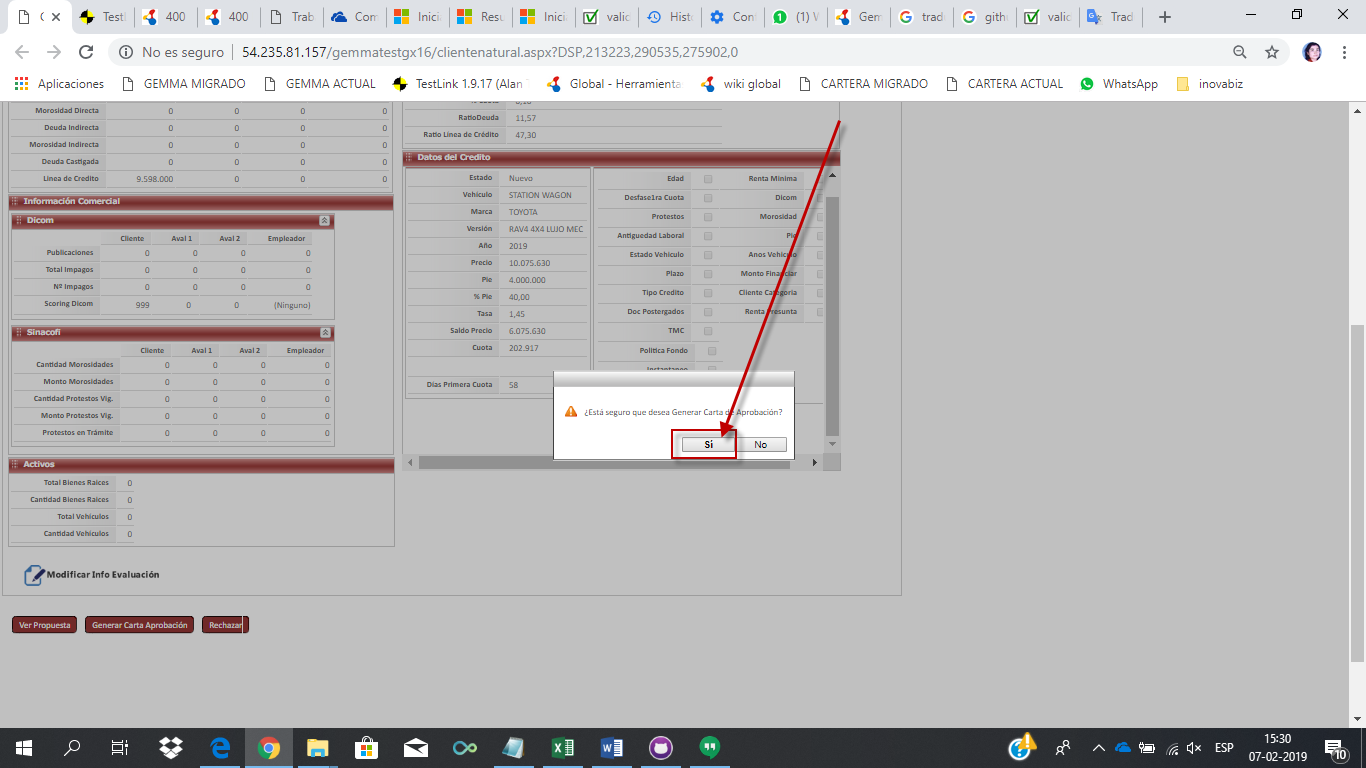 C
TestL
400
400
Trab
Com
Inicia
Resu
Inicia
valid
Histo
Conf
(1) W
Gem
tradu
githu
valid
Trad
No es seguro | 54.235.81.157/gemmatestgx16/clientenatural.aspx?DSP,213223,290535,275902,0
Aplicaciones GEMMA MIGRADO GEMMA ACTUAL TestLink 1.9.17 (Alan Global - Herramienta wiki global CARTERA MIGRADO CARTERA ACTUAL WhatsApp inovabiz
Morosidad Directa 0 0 0 0
Deuda Indirecta 0 0 0 0
Morosidad Indirecta 0 0 0 0
Deuda Castigada 0 0 0 0
Linea de Credito 9.598.000 0 0 0
Información Comercial
Dicom
Cliente Aval 1 Aval 2 Empleador
Publicaciones 0 0 0 0
Total Impagos 0 0 0 0
Nº Impagos 0 0 0 0
Scoring Dicom 999 0 0 (Ninguno)
Sinacofi
Cliente Aval 1 Aval 2 Empleador
Cantidad Morosidades 0 0 0 0
Monto Morosidades 0 0 0 0
Cantidad Protestos Vig. 0 0 0 0
Monto Protestos Vig. 0 0 0 0
Protestos en Trámite 0 0 0 0
Activos
Total Bienes Raices 0
Cantidad Bienes Raices 0
Total Vehiculos 0
Cantidad Vehiculos 0
Modificar Info Evaluación
Ver Propuesta Generar Carta Aprobación Rechazar
RatioDeuda 11,57
Ratio Línea de Crédito 47,30
Datos del Credito
Estado Nuevo
Vehiculo STATION WAGON
Marca TOYOTA
Versión RAV4 4X4 LUJO MEC
Año 2019
Precio 10.075.630
Pie 4.000.000
% Pie 40,00
Tasa 1,45
Saldo Precio 6.075.630
Cuota 202.917
Días Primera Cuota 58
Edad Renta Minima
Desfase1ra Cuota Dicom
Protestos Morosidad
Antiguedad Laboral Pie
Estado Vehiculo Anos Vehiculo
Plazo Monto Financiar
Tipo Credito Cliente Categoria
Doc Postergados Renta Presunta
TMC
Politica Fondo
Instantaneo
¿Está seguro que desea Generar Carta de Aprobación?
Si No
ESP 15:30
07-02-2019
10